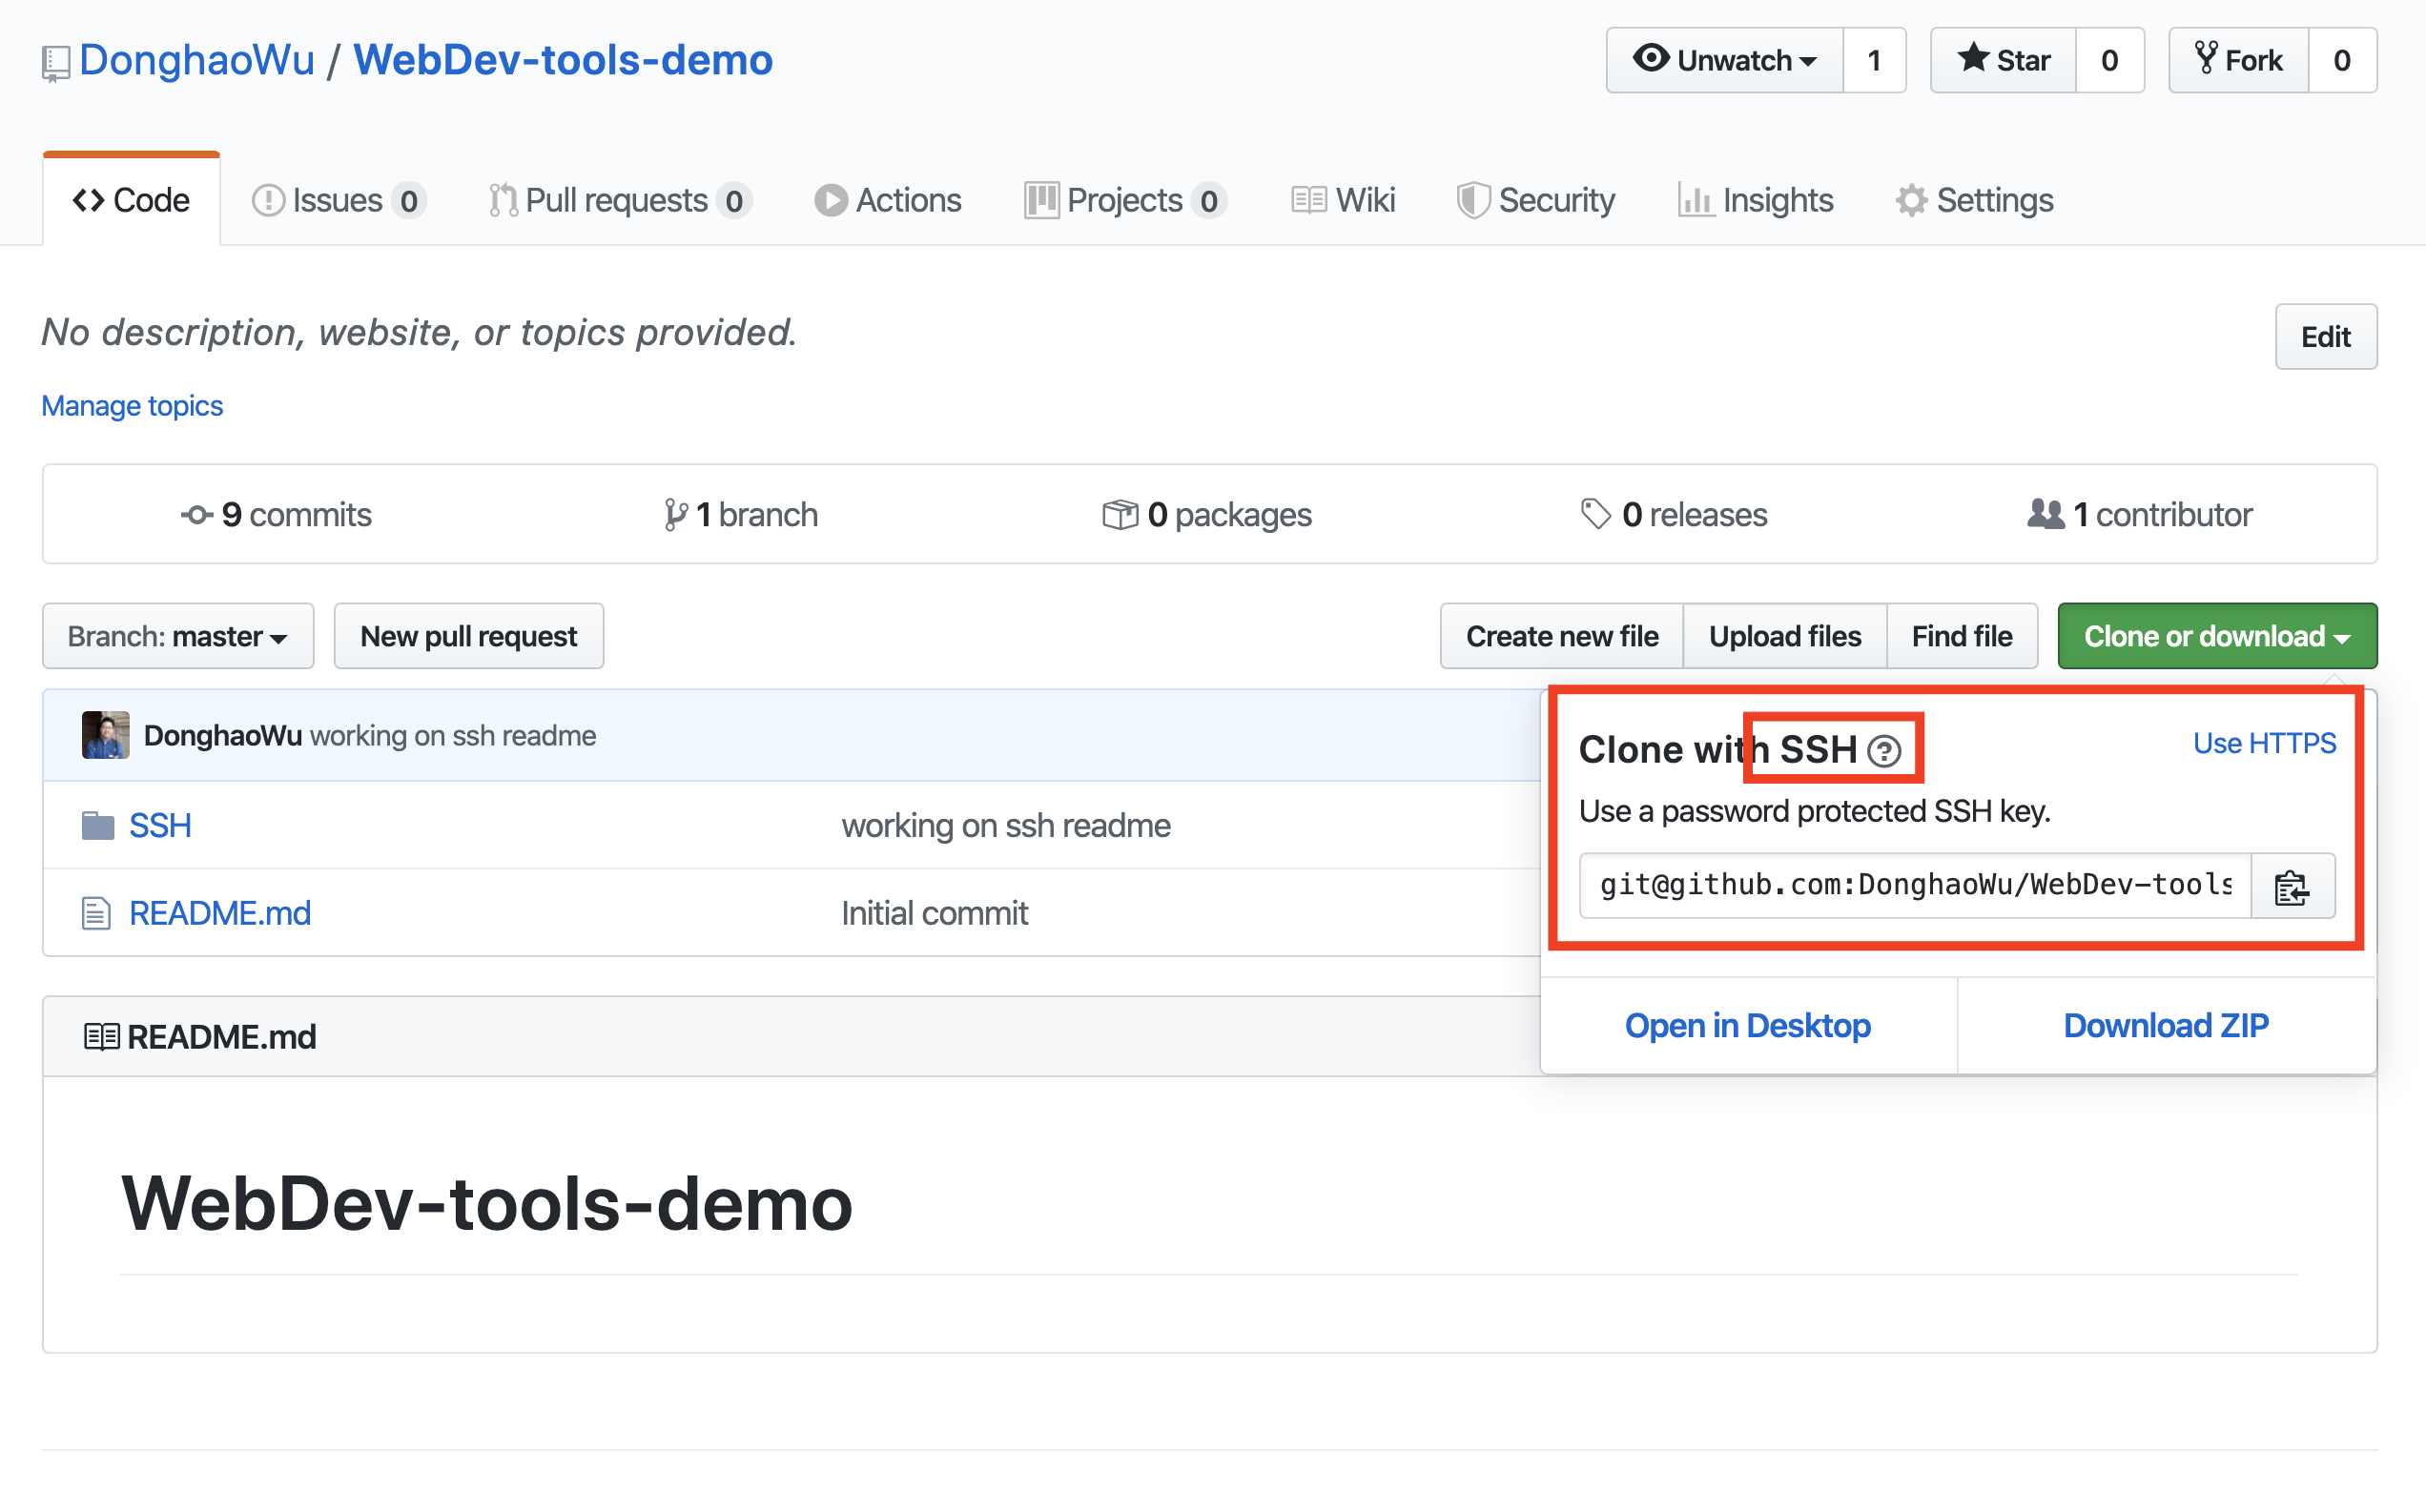 DonghaoWu / WebDev-tools-demo
Unwatch 1 Star 0 Fork 0
Code Issues 0 Pull requests 0 Actions Projects 0 Wiki Security Insights Settings
No description, website, or topics provided.
Edit
Manage topics
9 commits 1 branch 0 packages 0 releases 1 contributor
Branch: master New pull request Create new file Upload files Find file Clone or download
DonghaoWu working on ssh readme
SSH working on ssh readme
README.md Initial commit
Clone with SSH ? Use HTTPS
Use a password protected SSH key.
git@github.com:DonghaoWu/WebDev-tools
Open in Desktop Download ZIP
README.md
WebDev-tools-demo